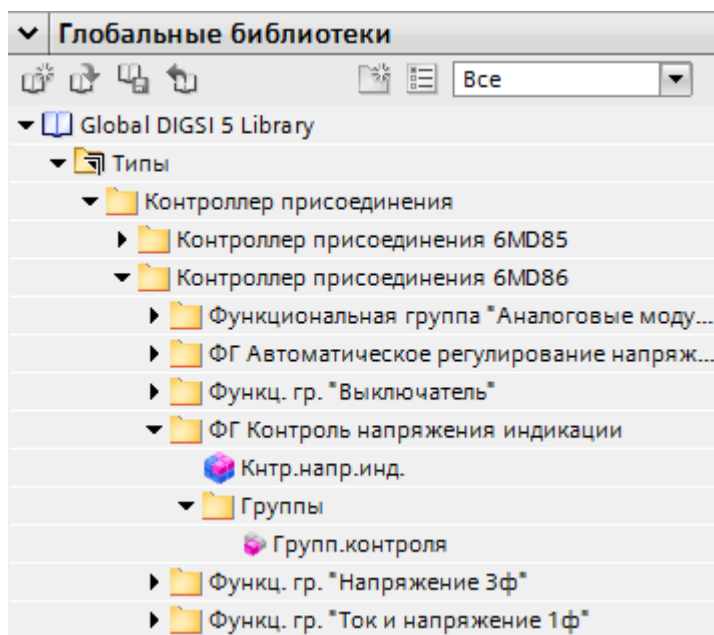 Глобальные библиотеки
Все
Global DIGSI 5 Library
Типы
Контроллер присоединения
Контроллер присоединения 6MD85
Контроллер присоединения 6MD86
Функциональная группа "Аналоговые моду...
ФГ Автоматическое регулирование напряж...
Функц. гр. "Выключатель"
ФГ Контроль напряжения индикации
Кнтр.напр.инд.
Группы
Групп.контроля
Функц. гр. "Напряжение 3ф"
Функц. гр. "Ток и напряжение 1ф"